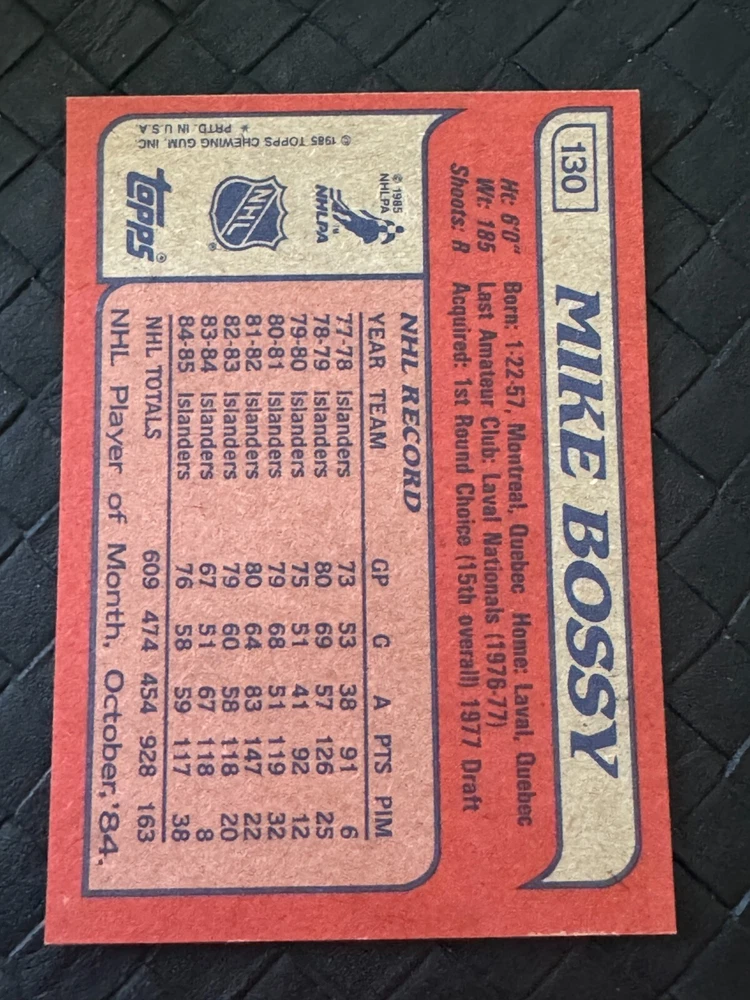 130
MIKE BOSSY
Ht: 6'0" Born: 1-22-57, Montreal, Quebec Home: Laval, Quebec
Wt: 185 Last Amateur Club: Laval Nationals (1976-77)
Shoots: R Acquired: 1st Round Choice (15th overall) 1977 Draft
© 1985 NHLPA
NHLPA TM
NHL ®
topps ®
© 1985 TOPPS CHEWING GUM, INC
* PRTD. IN U.S.A.
NHL RECORD
YEAR TEAM GP G A PTS PIM
77-78 Islanders 73 53 38 91 6
78-79 Islanders 80 69 57 126 25
79-80 Islanders 75 51 41 92 12
80-81 Islanders 79 68 51 119 32
81-82 Islanders 80 64 83 147 22
82-83 Islanders 79 60 58 118 20
83-84 Islanders 67 51 67 118 8
84-85 Islanders 76 58 59 117 38
NHL TOTALS 609 474 454 928 163
NHL Player of Month, October,'84.